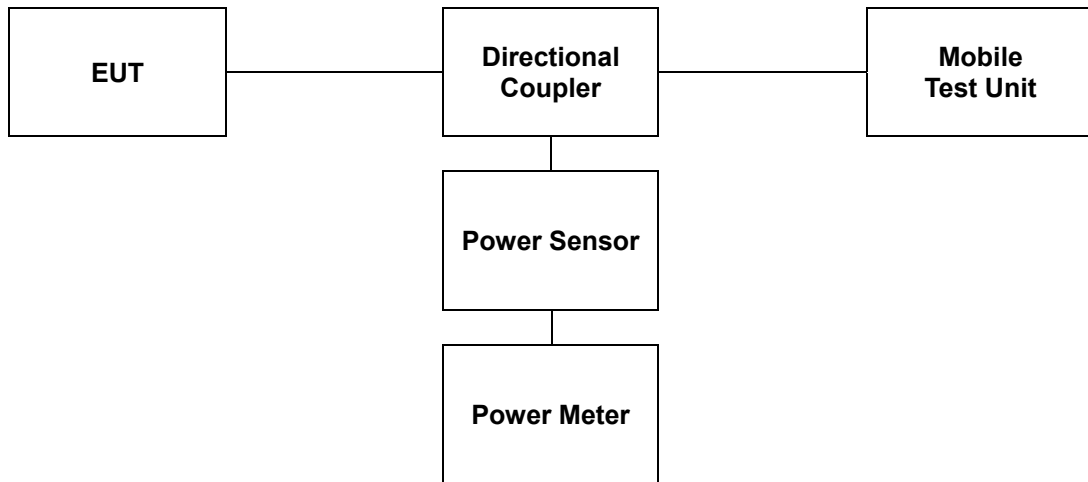 EUT
Directional
Coupler
Mobile
Test Unit
Power Sensor
Power Meter